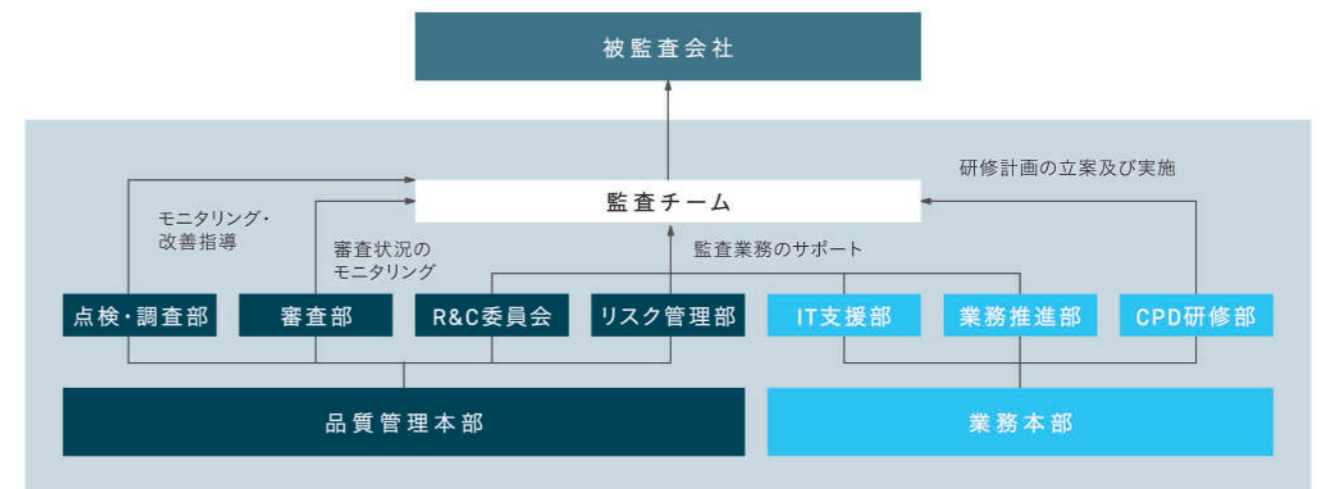 被監査会社
研修計画の立案及び実施
監査チーム
モニタリング・
改善指導
審査状況の
モニタリング
監査業務のサポート
点検・調査部
審査部
R&C委員会
リスク管理部
IT支援部
業務推進部
CPD研修部
品質管理本部
業務本部